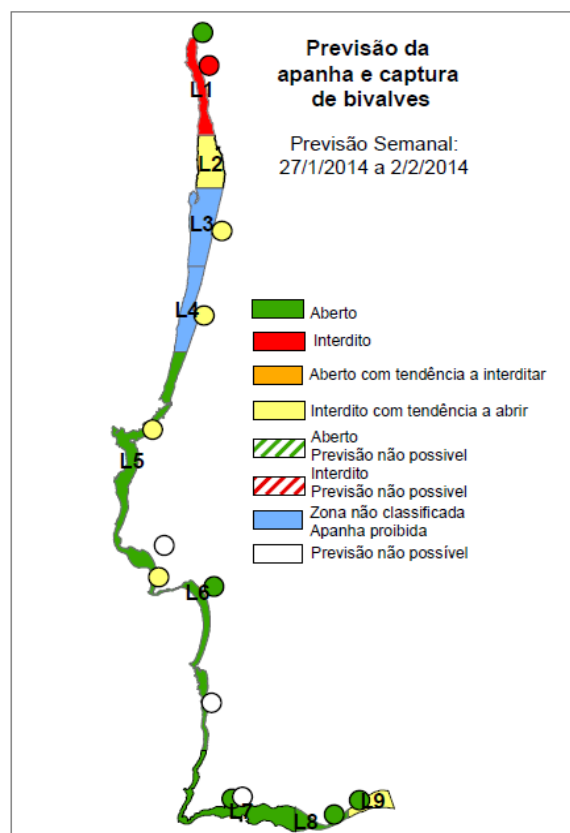 Previsão da
apanha e captura
de bivalves
Previsão Semanal:
27/1/2014 a 2/2/2014
L1
L2
L3
L4
L5
L6
L7
L8
L9
Aberto
Interdito
Aberto com tendência a interditar
Interdito com tendência a abrir
Aberto
Previsão não possivel
Interdito
Previsão não possivel
Zona não classificada
Apanha proibida
Previsão não possível